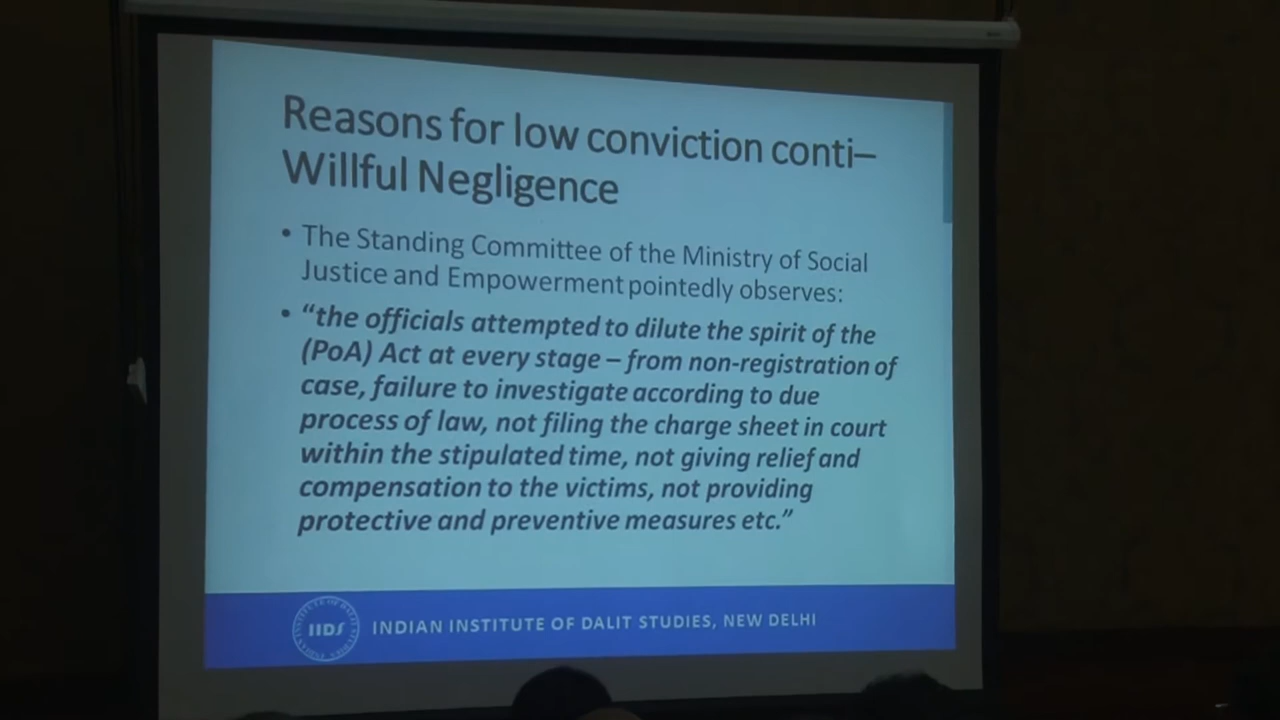 Reasons for low conviction conti–
Willful Negligence
• The Standing Committee of the Ministry of Social
Justice and Empowerment pointedly observes:
• “the officials attempted to dilute the spirit of the
(PoA) Act at every stage – from non-registration of
case, failure to investigate according to due
process of law, not filing the charge sheet in court
within the stipulated time, not giving relief and
compensation to the victims, not providing
protective and preventive measures etc.”
IIDS
INDIAN INSTITUTE OF DALIT STUDIES, NEW DELHI